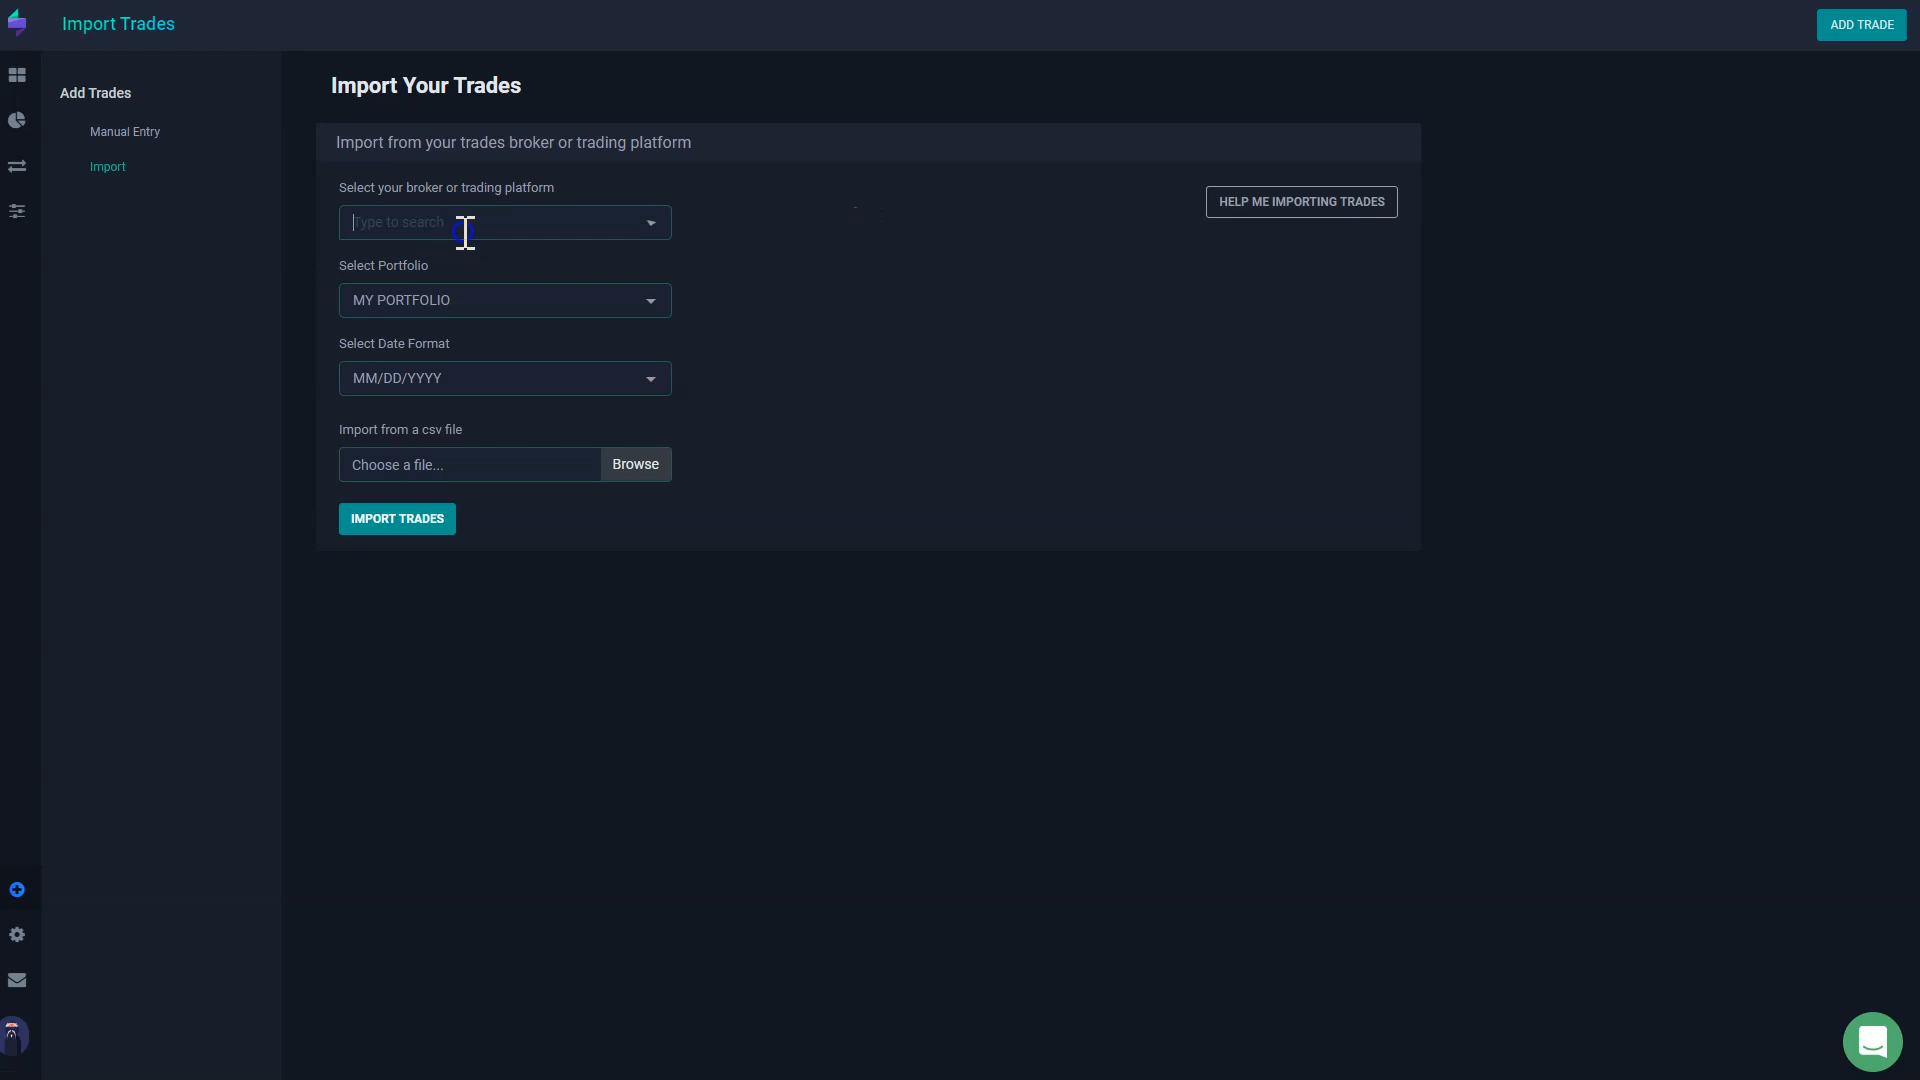 Import Trades
ADD TRADE
Add Trades
Manual Entry
Import
Import Your Trades
Import from your trades broker or trading platform
Select your broker or trading platform
Type to search
HELP ME IMPORTING TRADES
Select Portfolio
MY PORTFOLIO
Select Date Format
MM/DD/YYYY
Import from a csv file
Choose a file...
Browse
IMPORT TRADES